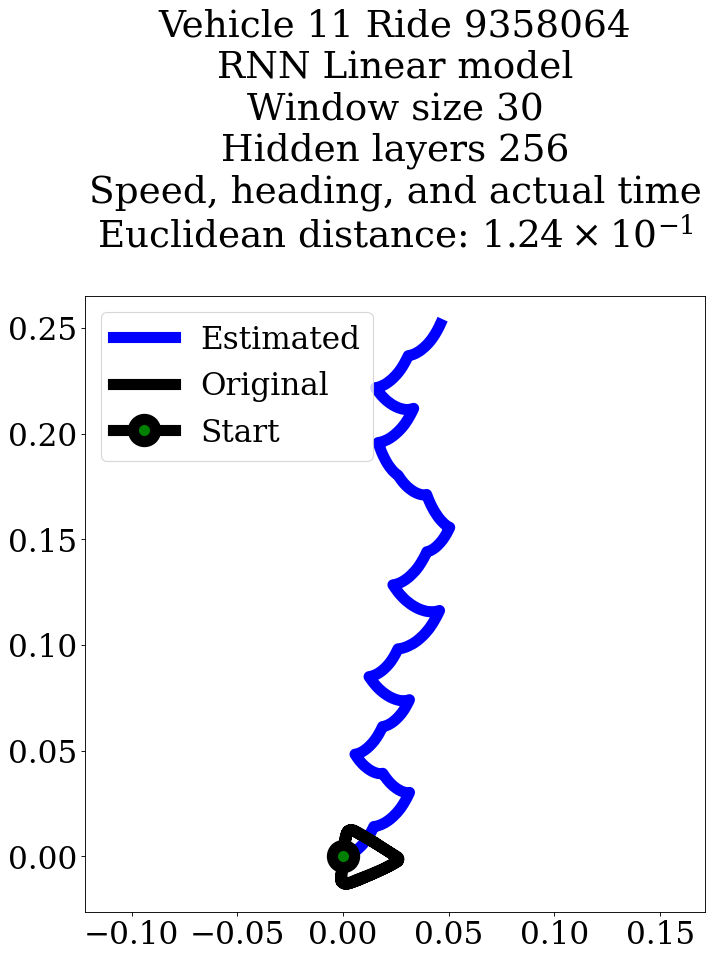 Vehicle 11 Ride 9358064
RNN Linear model
Window size 30
Hidden layers 256
Speed, heading, and actual time
Euclidean distance: 1.24 × 10⁻¹
Estimated
Original
Start
0.25
0.20
0.15
0.10
0.05
0.00
−0.10 −0.05 0.00 0.05 0.10 0.15